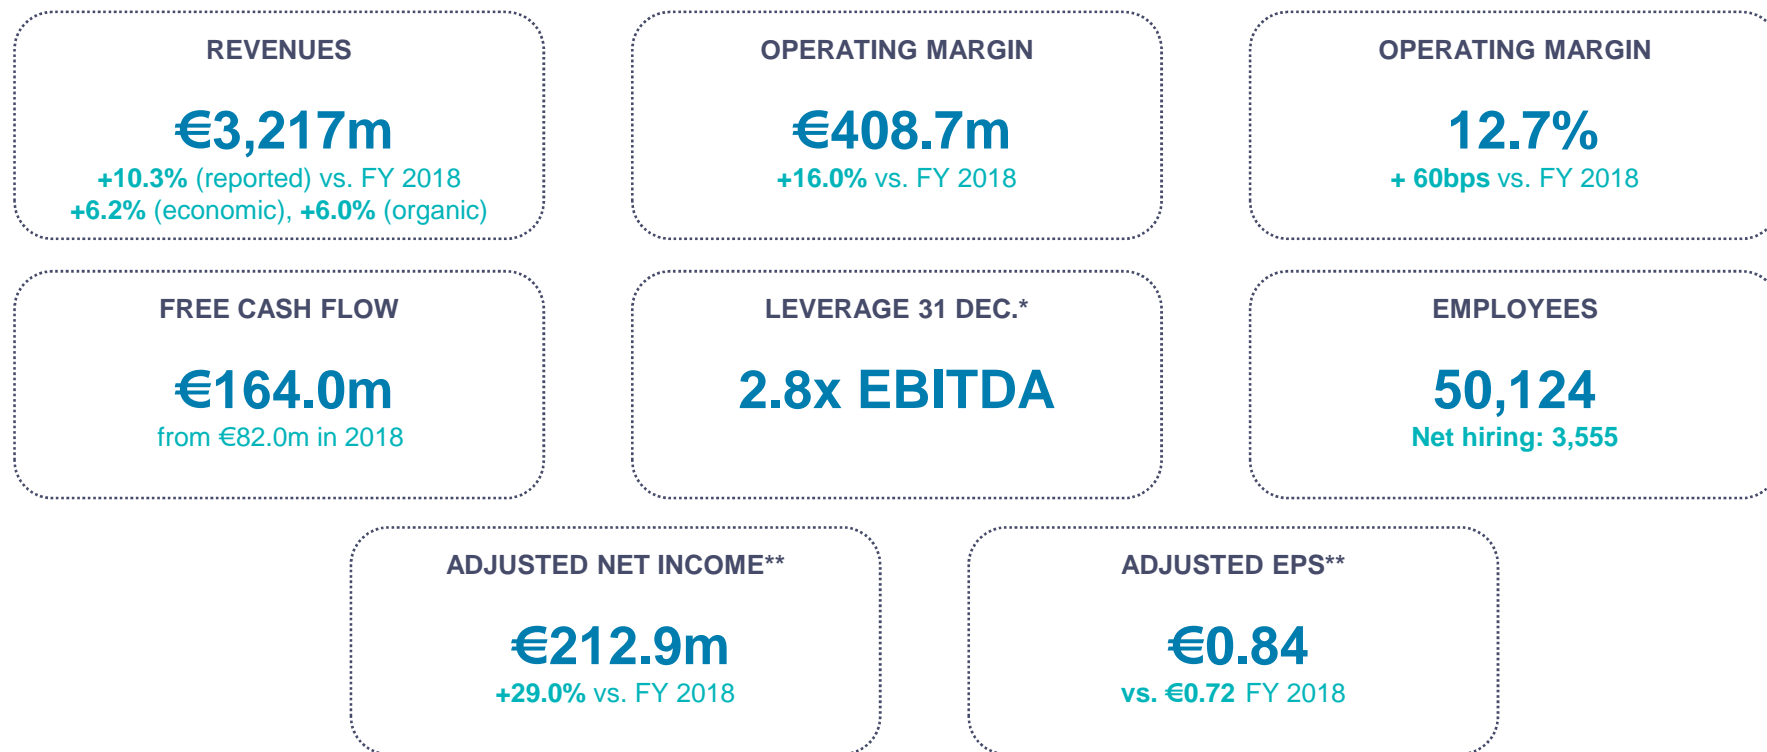 REVENUES
€3,217m
+10.3% (reported) vs. FY 2018
+6.2% (economic), +6.0% (organic)
OPERATING MARGIN
€408.7m
+16.0% vs. FY 2018
OPERATING MARGIN
12.7%
+ 60bps vs. FY 2018
FREE CASH FLOW
€164.0m
from €82.0m in 2018
LEVERAGE 31 DEC.*
2.8x EBITDA
EMPLOYEES
50,124
Net hiring: 3,555
ADJUSTED NET INCOME**
€212.9m
+29.0% vs. FY 2018
ADJUSTED EPS**
€0.84
vs. €0.72 FY 2018